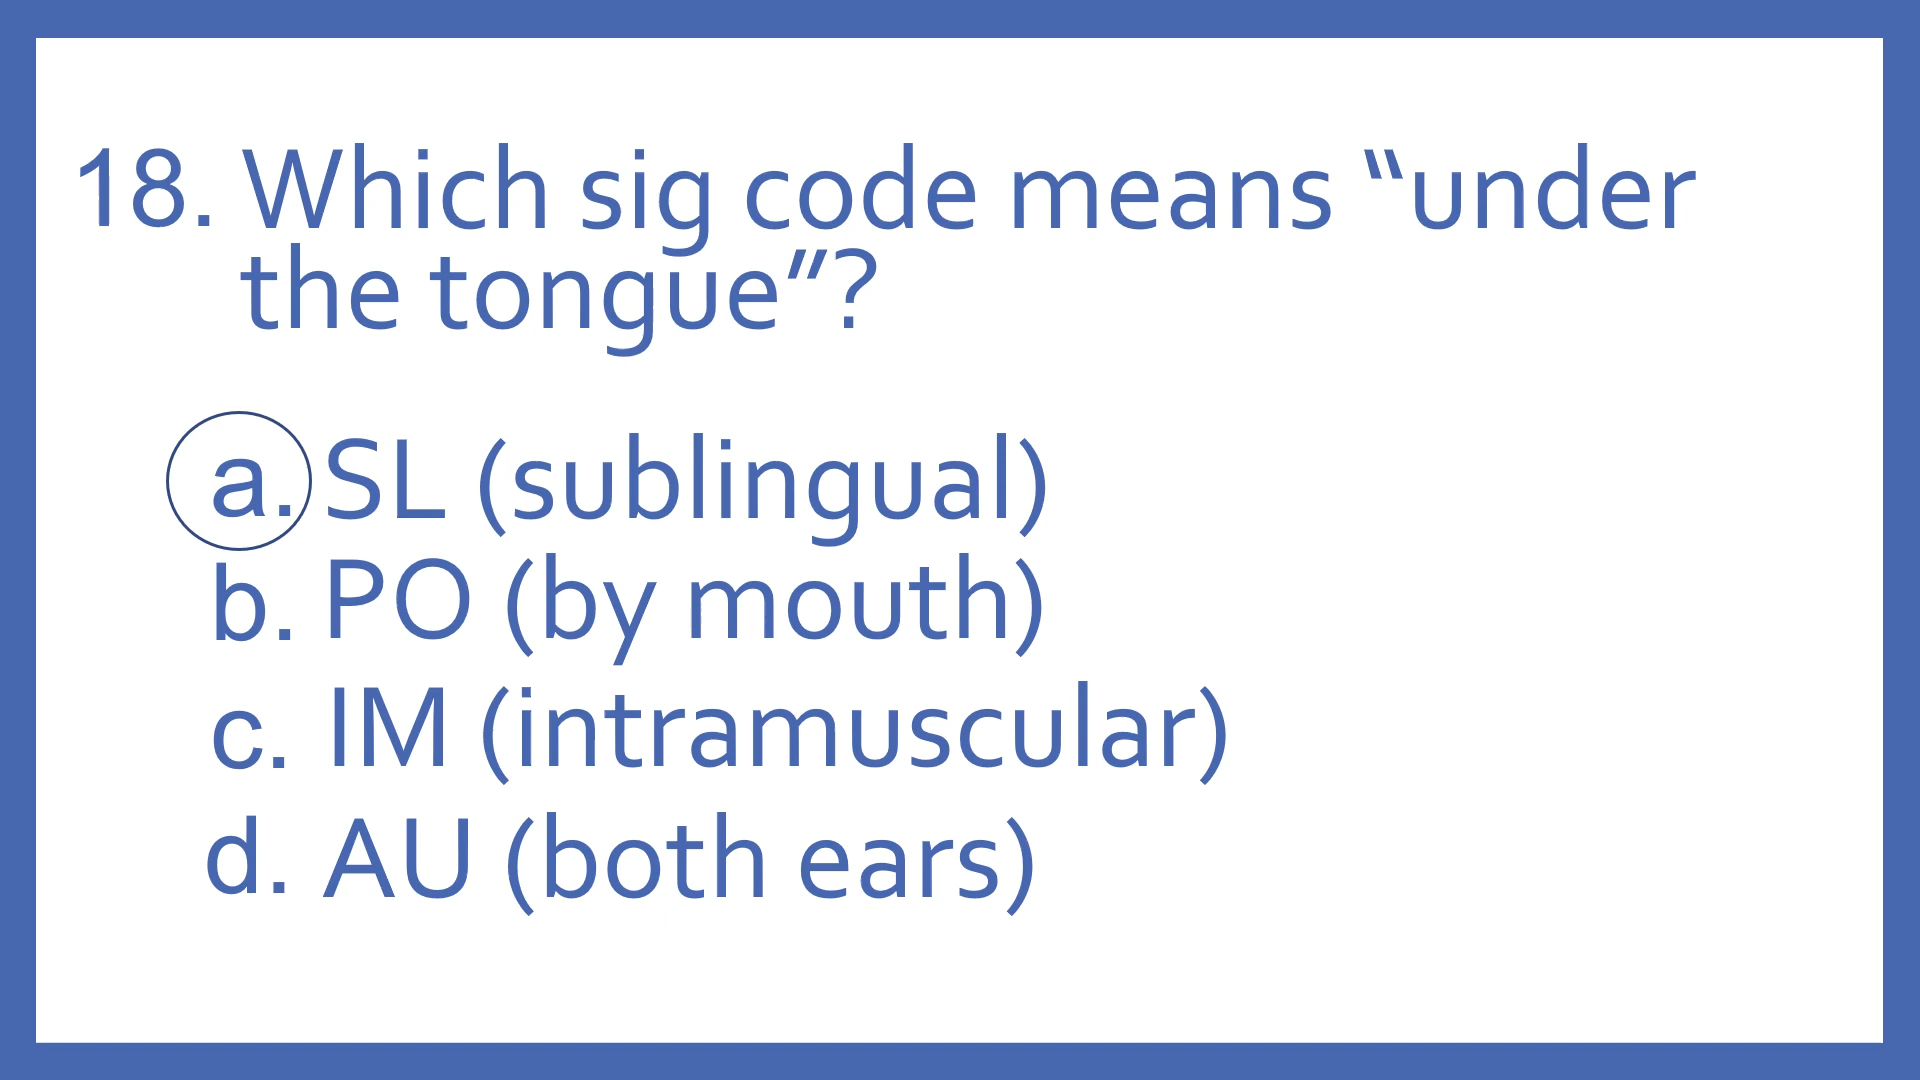 18. Which sig code means “under
the tongue”?
a. SL (sublingual)
b. PO (by mouth)
c. IM (intramuscular)
d. AU (both ears)